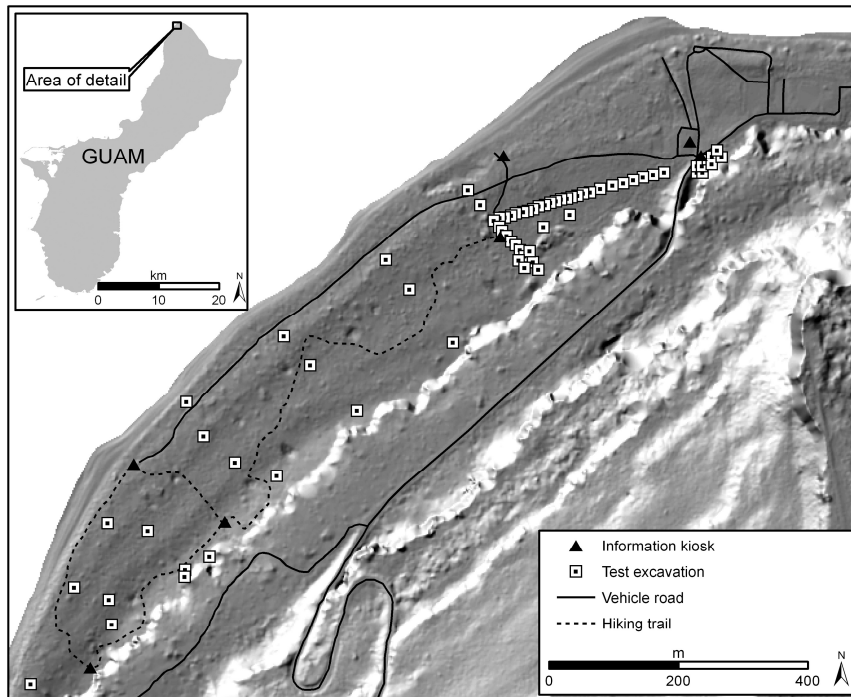 Area of detail
GUAM
km
N
0 10 20
Information kiosk
Test excavation
Vehicle road
Hiking trail
m
N
0 200 400